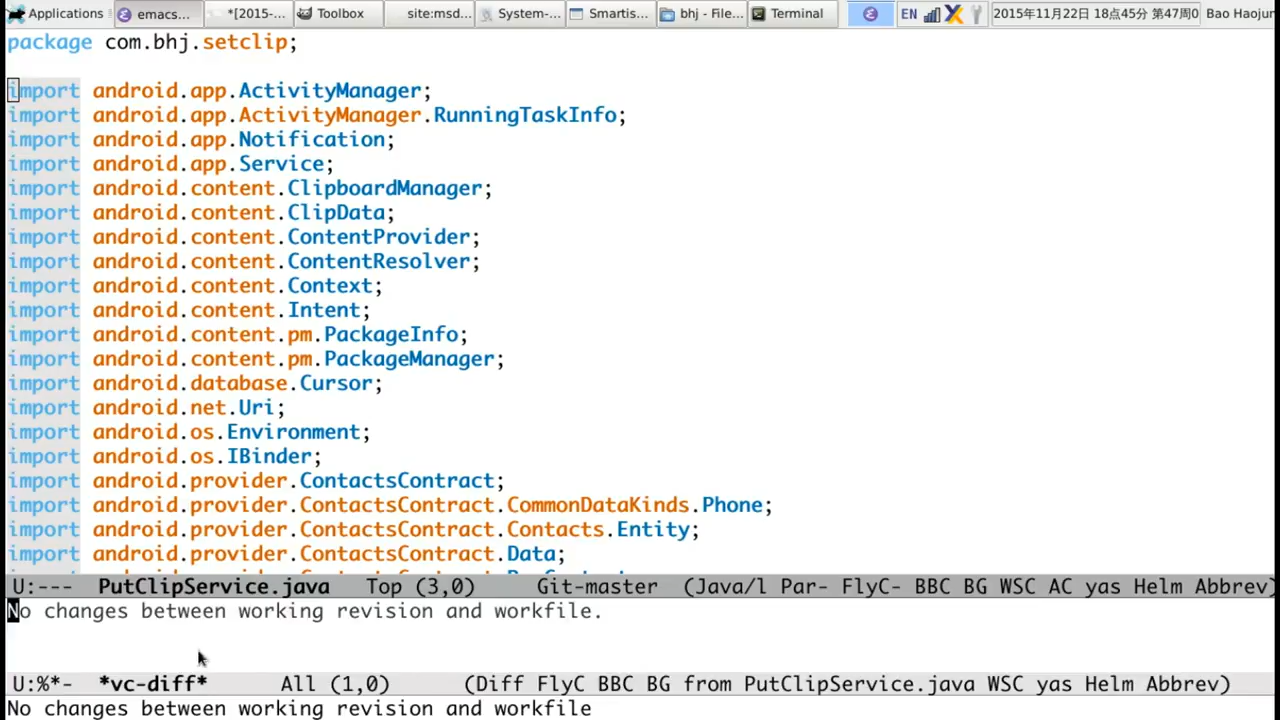 Applications emacs... *[2015-... Toolbox site:msd... System-... Smartis... bhj - File... Terminal EN 2015年11月22日 18点45分 第47周0 Bao Haojun
package com.bhj.setclip;
import android.app.ActivityManager;
import android.app.ActivityManager.RunningTaskInfo;
import android.app.Notification;
import android.app.Service;
import android.content.ClipboardManager;
import android.content.ClipData;
import android.content.ContentProvider;
import android.content.ContentResolver;
import android.content.Context;
import android.content.Intent;
import android.content.pm.PackageInfo;
import android.content.pm.PackageManager;
import android.database.Cursor;
import android.net.Uri;
import android.os.Environment;
import android.os.IBinder;
import android.provider.ContactsContract;
import android.provider.ContactsContract.CommonDataKinds.Phone;
import android.provider.ContactsContract.Contacts.Entity;
import android.provider.ContactsContract.Data;
U:--- PutClipService.java Top (3,0) Git-master (Java/l Par- FlyC- BBC BG WSC AC yas Helm Abbrev)
No changes between working revision and workfile.
U:%*- *vc-diff* All (1,0) (Diff FlyC BBC BG from PutClipService.java WSC yas Helm Abbrev)
No changes between working revision and workfile